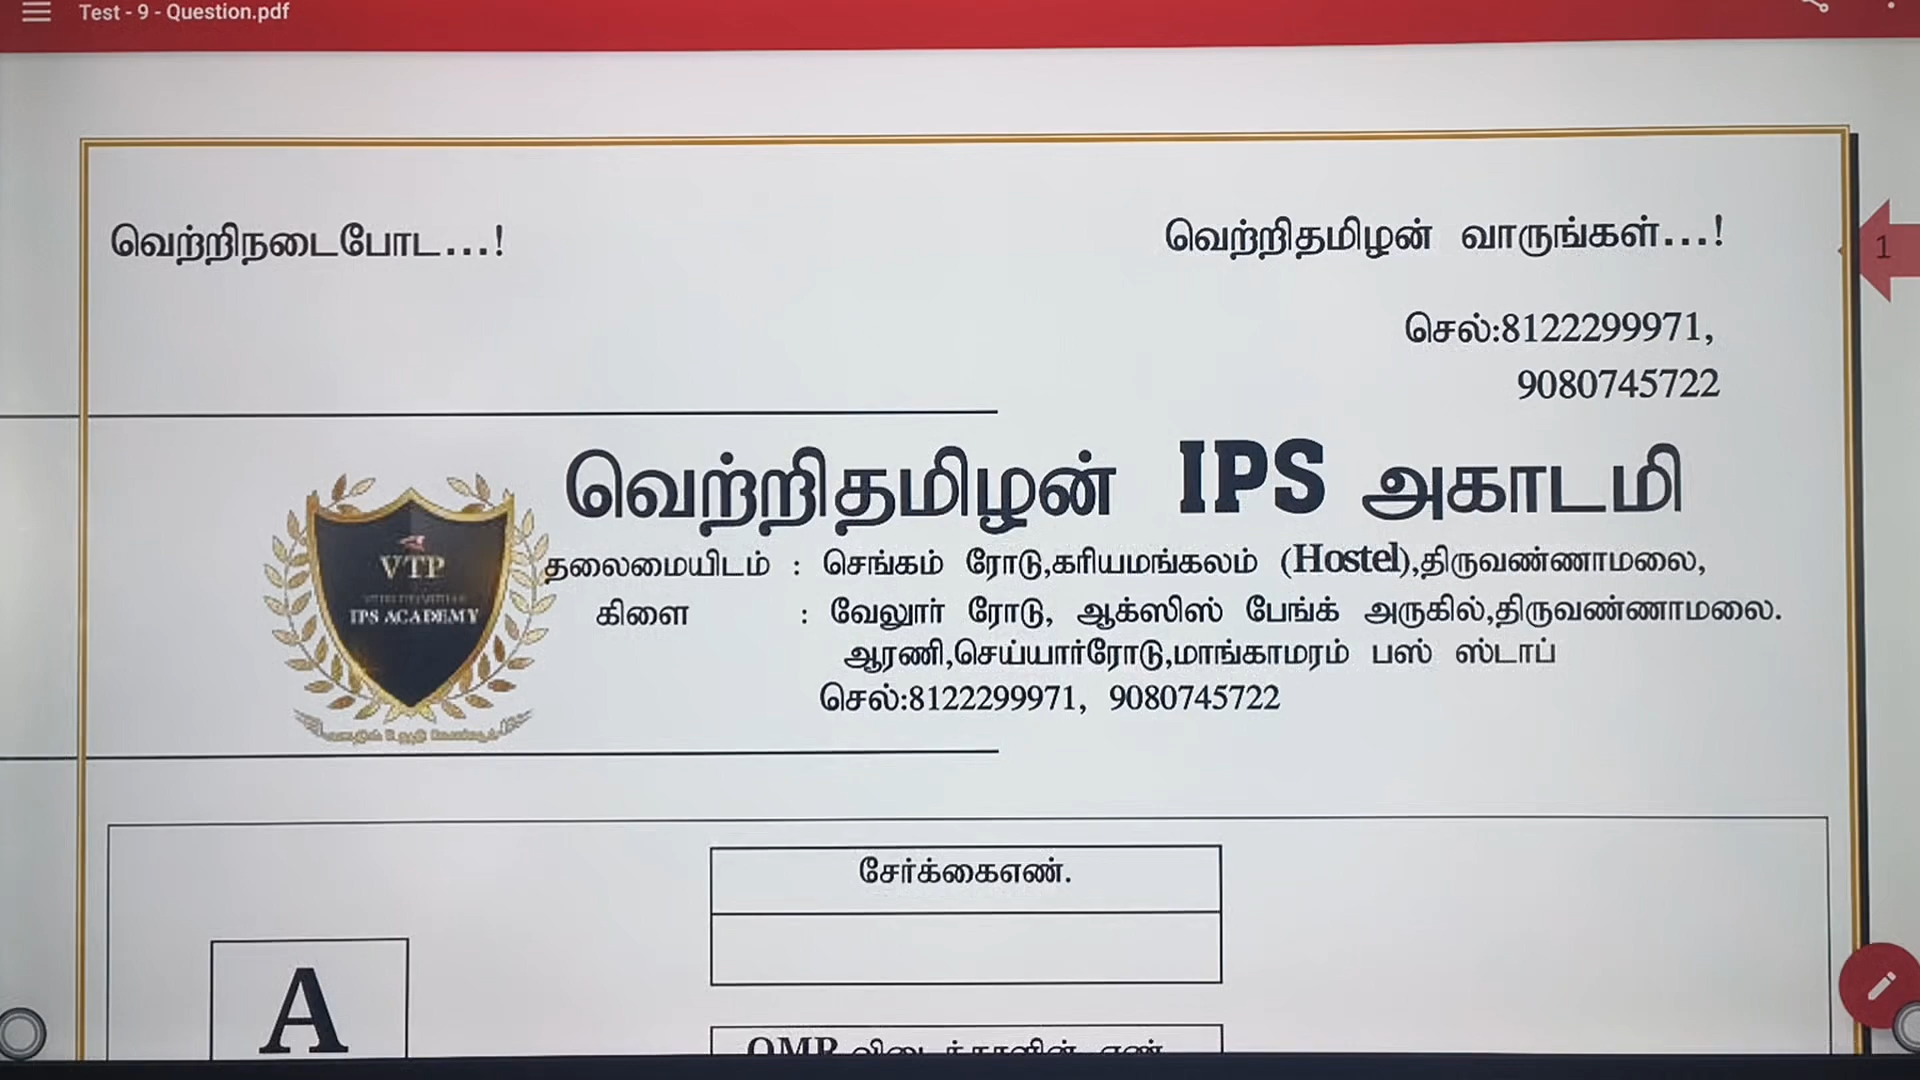 Test - 9 - Question.pdf
வெற்றிநடைபோட...!
வெற்றிதமிழன் வாருங்கள்...!
1
செல்:8122299971,
9080745722
வெற்றிதமிழன் IPS அகாடமி
VTP
IPS ACADEMY
தலைமையிடம் : செங்கம் ரோடு,கரியமங்கலம் (Hostel),திருவண்ணாமலை,
கிளை : வேலூர் ரோடு, ஆக்ஸிஸ் பேங்க் அருகில்,திருவண்ணாமலை.
ஆரணி,செய்யார்ரோடு,மாங்காமரம் பஸ் ஸ்டாப்
செல்:8122299971, 9080745722
சேர்க்கைஎண்.
A
OMR விடைத்தாளின் எண்